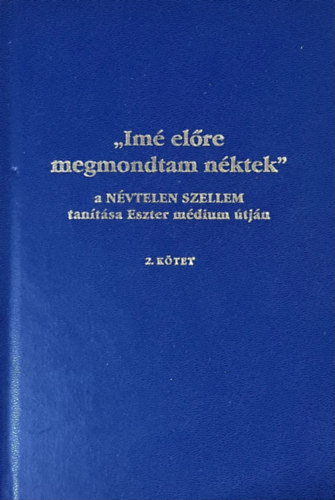 „Imé előre
megmondtam néktek”
a NÉVTELEN SZELLEM
tanítása Eszter médium útján
2. KÖTET